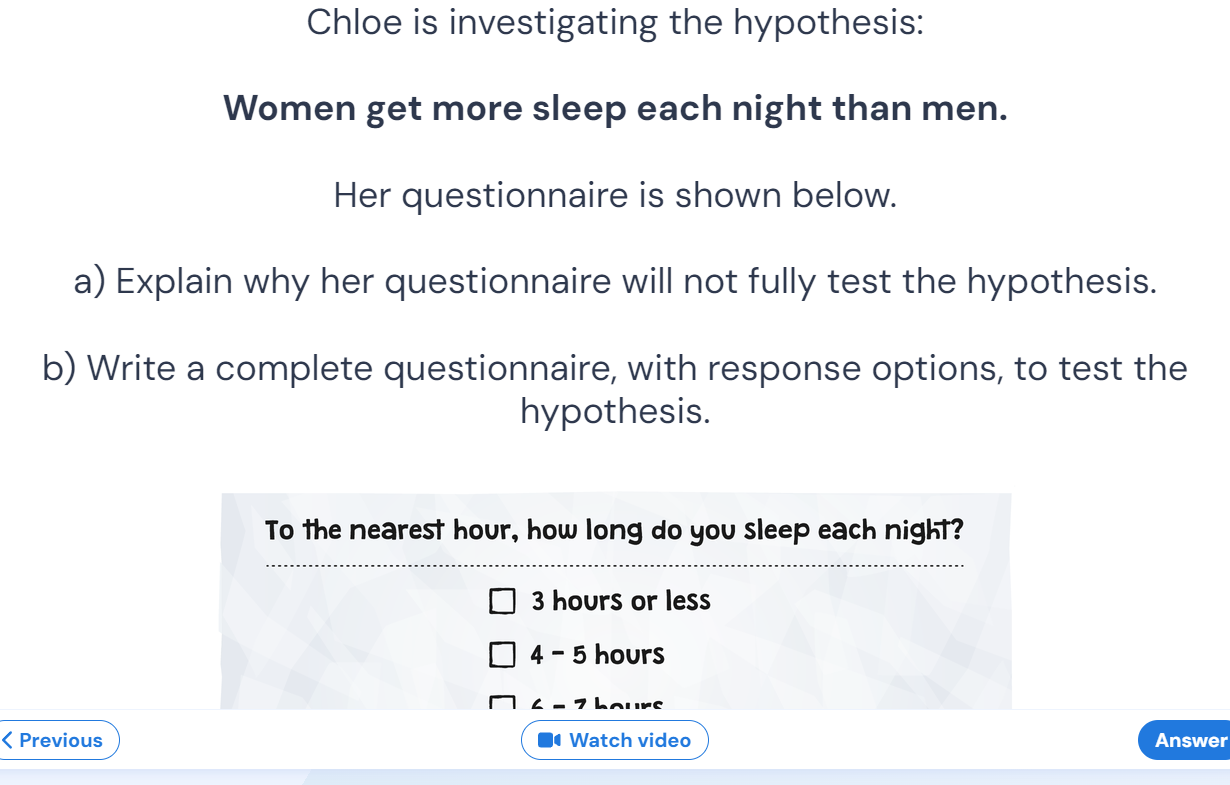 Chloe is investigating the hypothesis:
Women get more sleep each night than men.
Her questionnaire is shown below.
a) Explain why her questionnaire will not fully test the hypothesis.
b) Write a complete questionnaire, with response options, to test the
hypothesis.
To the nearest hour, how long do you sleep each night?
3 hours or less
4 - 5 hours
6 - 7 hours
Previous
Watch video
Answer